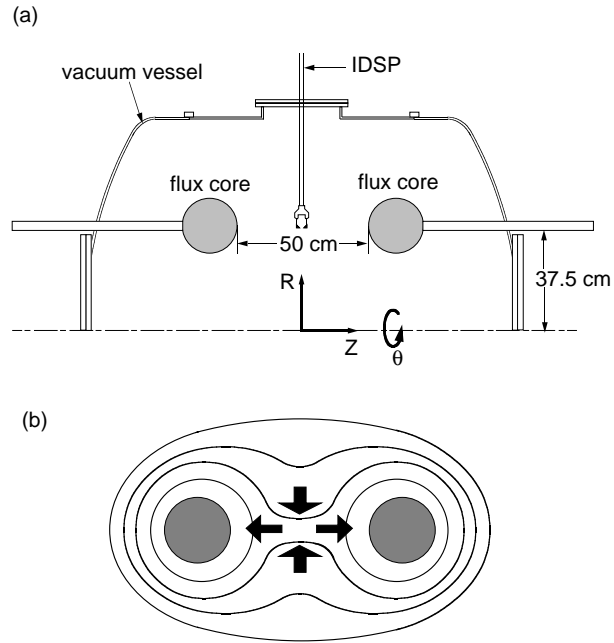 (a)
IDSP
vacuum vessel
flux core
flux core
50 cm
37.5 cm
R
Z
θ
(b)